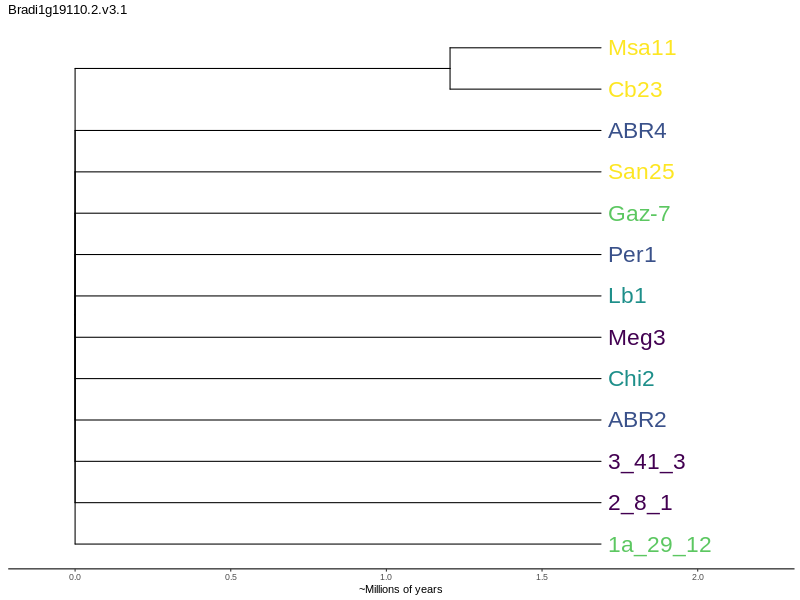 Bradi1g19110.2.v3.1
Msa11
Cb23
ABR4
San25
Gaz-7
Per1
Lb1
Meg3
Chi2
ABR2
3_41_3
2_8_1
1a_29_12
0.0 0.5 1.0 1.5 2.0
~Millions of years